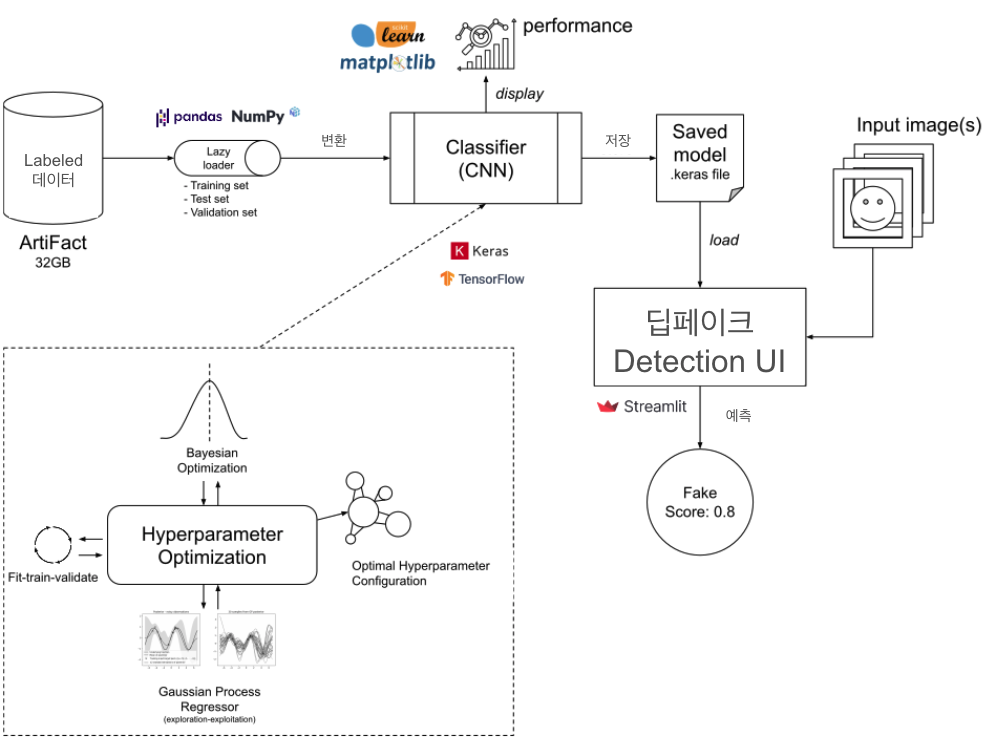 scikit
learn
matplotlib
performance
display
pandas
NumPy
Labeled
데이터
ArtiFact
32GB
Lazy
loader
- Training set
- Test set
- Validation set
변환
Classifier
(CNN)
저장
Saved
model
.keras file
Input image(s)
K Keras
TensorFlow
load
딥페이크
Detection UI
Streamlit
예측
Fake
Score: 0.8
Bayesian
Optimization
Hyperparameter
Optimization
Fit-train-validate
Optimal Hyperparameter
Configuration
Gaussian Process
Regressor
(exploration-exploitation)